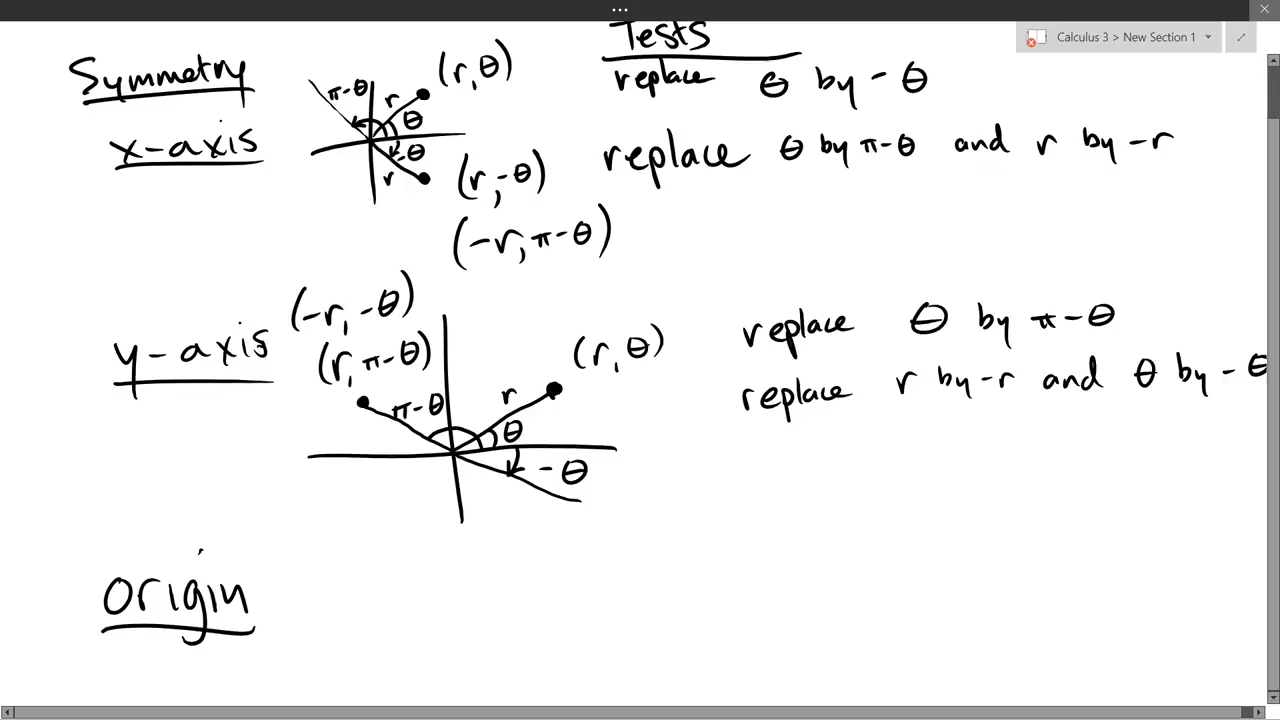 Calculus 3 > New Section 1
Symmetry
Tests
x-axis
π-θ
r
θ
(r, θ)
-θ
r
(r, -θ)
(-r, π-θ)
replace θ by -θ
replace θ by π-θ and r by -r
y-axis
(-r, -θ)
(r, π-θ)
π-θ
r
θ
(r, θ)
-θ
replace θ by π-θ
replace r by -r and θ by -θ
origin